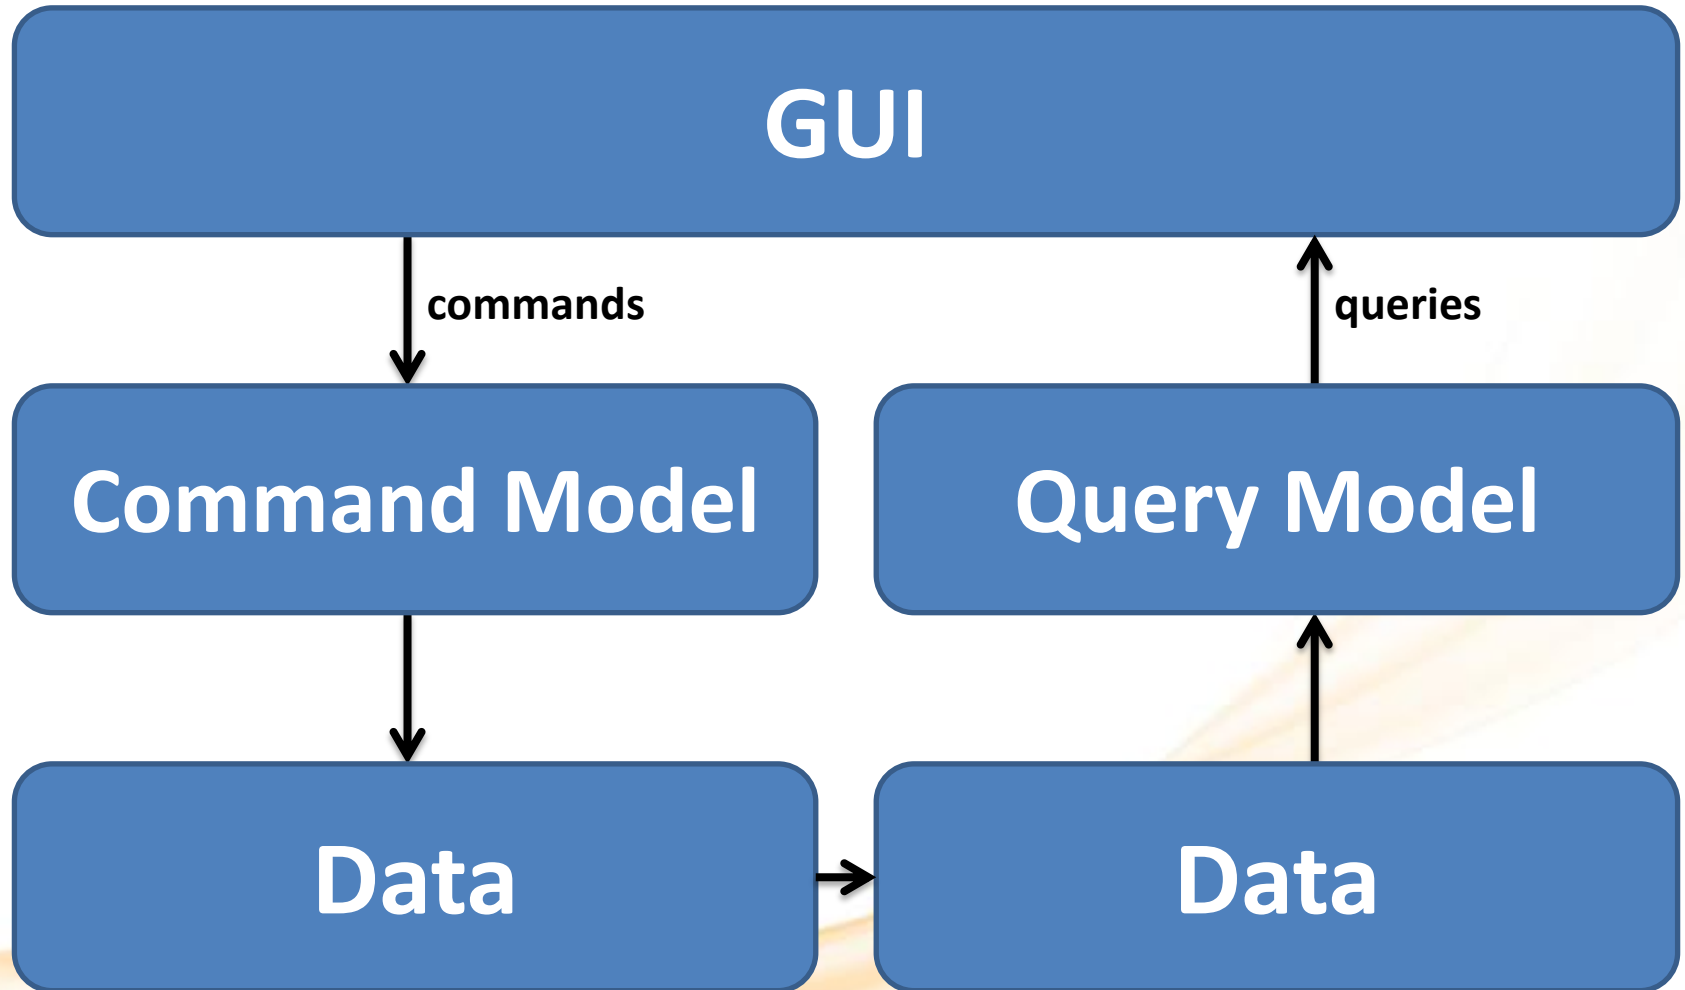 GUI
commands
queries
Command Model
Query Model
Data
Data